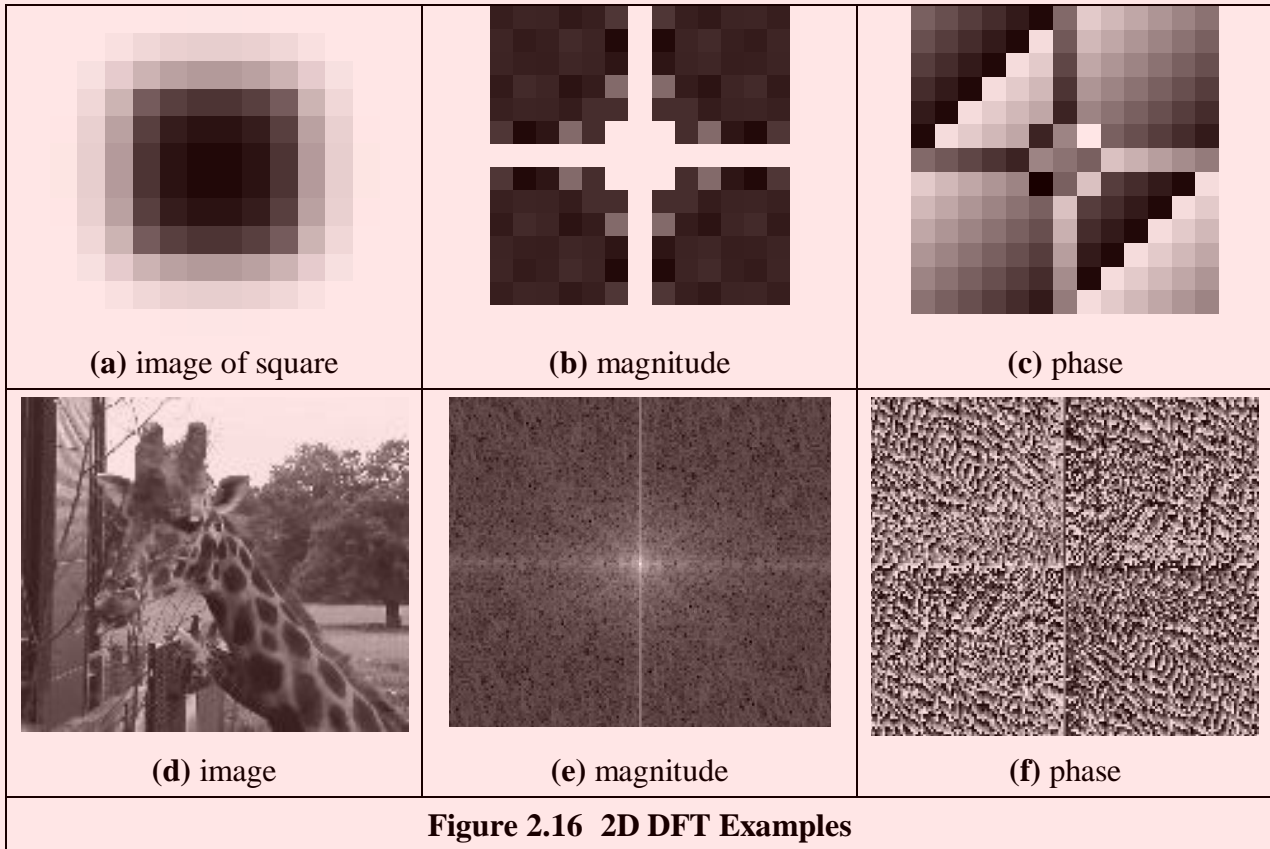 (a) image of square
(b) magnitude
(c) phase
(d) image
(e) magnitude
(f) phase
Figure 2.16 2D DFT Examples